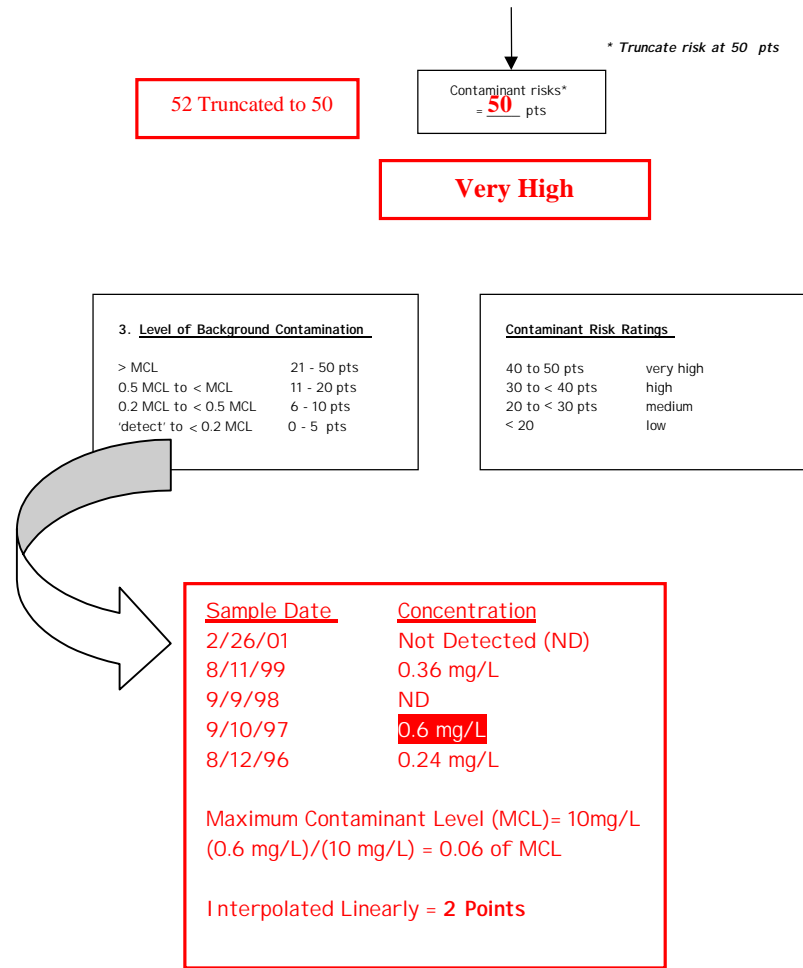 * Truncate risk at 50 pts
52 Truncated to 50
Contaminant risks*
= 50 pts
Very High
3. Level of Background Contamination
> MCL 21 - 50 pts
0.5 MCL to < MCL 11 - 20 pts
0.2 MCL to < 0.5 MCL 6 - 10 pts
'detect' to < 0.2 MCL 0 - 5 pts
Contaminant Risk Ratings
40 to 50 pts very high
30 to < 40 pts high
20 to < 30 pts medium
< 20 low
Sample Date Concentration
2/26/01 Not Detected (ND)
8/11/99 0.36 mg/L
9/9/98 ND
9/10/97 0.6 mg/L
8/12/96 0.24 mg/L
Maximum Contaminant Level (MCL)= 10mg/L
(0.6 mg/L)/(10 mg/L) = 0.06 of MCL
Interpolated Linearly = 2 Points